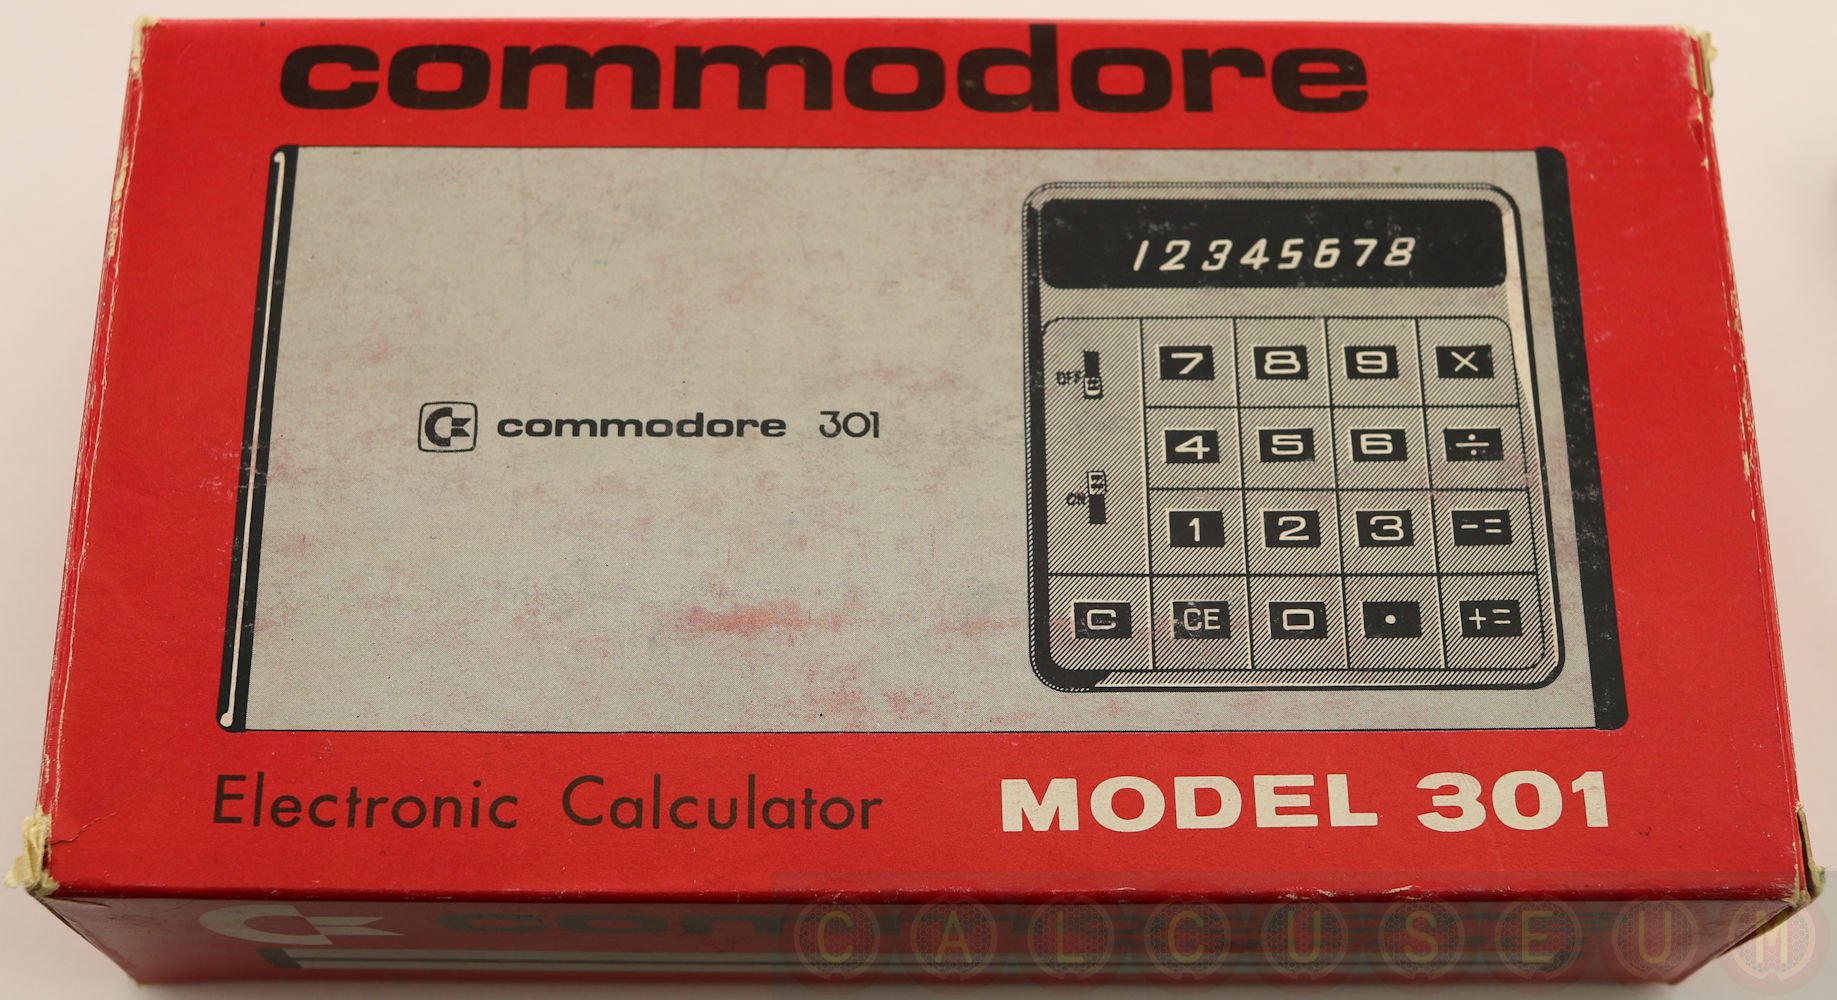 commodore
12345678
OFF 7 8 9 X
commodore 301
4 5 6 ÷
ON 1 2 3 -=
C CE 0 . +=
Electronic Calculator MODEL 301
CALCUSEUM